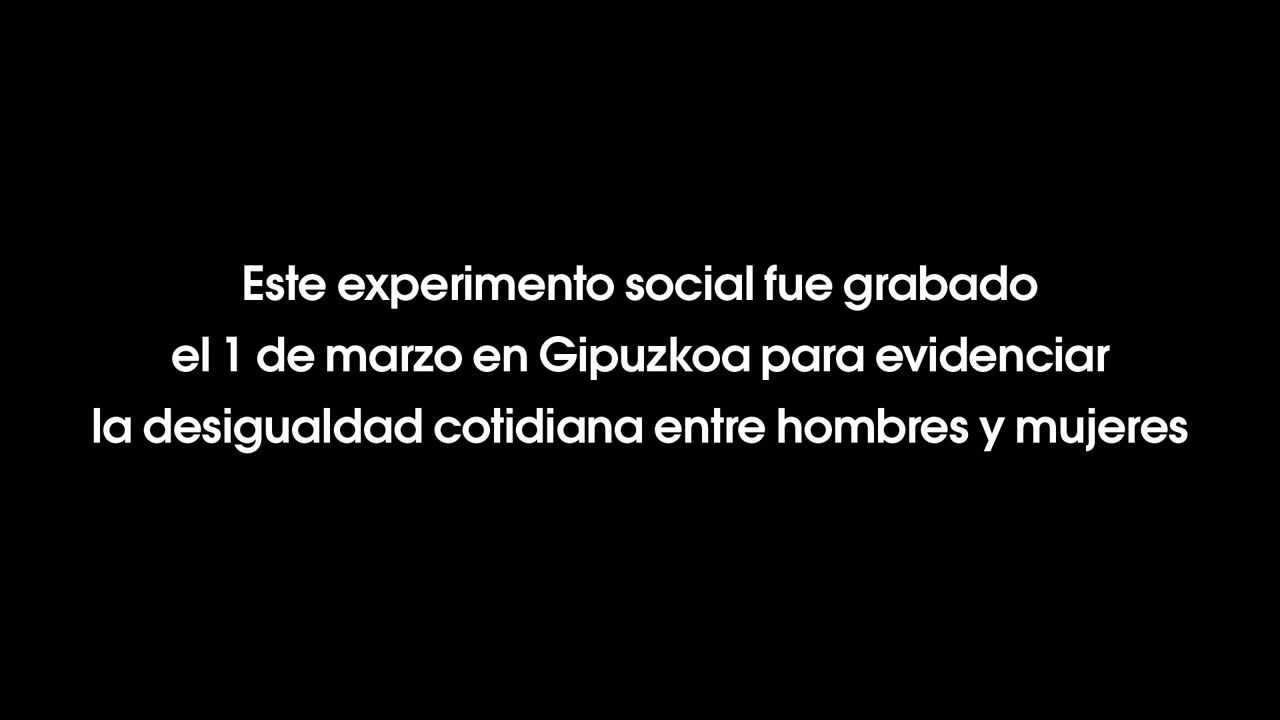 Este experimento social fue grabado
el 1 de marzo en Gipuzkoa para evidenciar
la desigualdad cotidiana entre hombres y mujeres